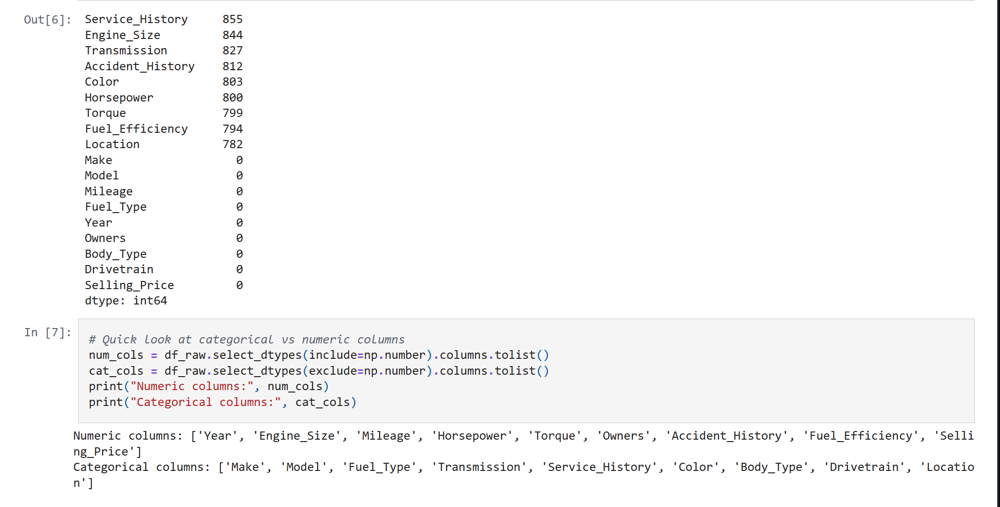 Out[6]: Service_History     855
Engine_Size         844
Transmission        827
Accident_History    812
Color               803
Horsepower          800
Torque              799
Fuel_Efficiency     794
Location            782
Make                  0
Model                 0
Mileage               0
Fuel_Type             0
Year                  0
Owners                0
Body_Type             0
Drivetrain            0
Selling_Price         0
dtype: int64
In [7]:
# Quick look at categorical vs numeric columns
num_cols = df_raw.select_dtypes(include=np.number).columns.tolist()
cat_cols = df_raw.select_dtypes(exclude=np.number).columns.tolist()
print("Numeric columns:", num_cols)
print("Categorical columns:", cat_cols)
Numeric columns: ['Year', 'Engine_Size', 'Mileage', 'Horsepower', 'Torque', 'Owners', 'Accident_History', 'Fuel_Efficiency', 'Selli
ng_Price']
Categorical columns: ['Make', 'Model', 'Fuel_Type', 'Transmission', 'Service_History', 'Color', 'Body_Type', 'Drivetrain', 'Locatio
n']